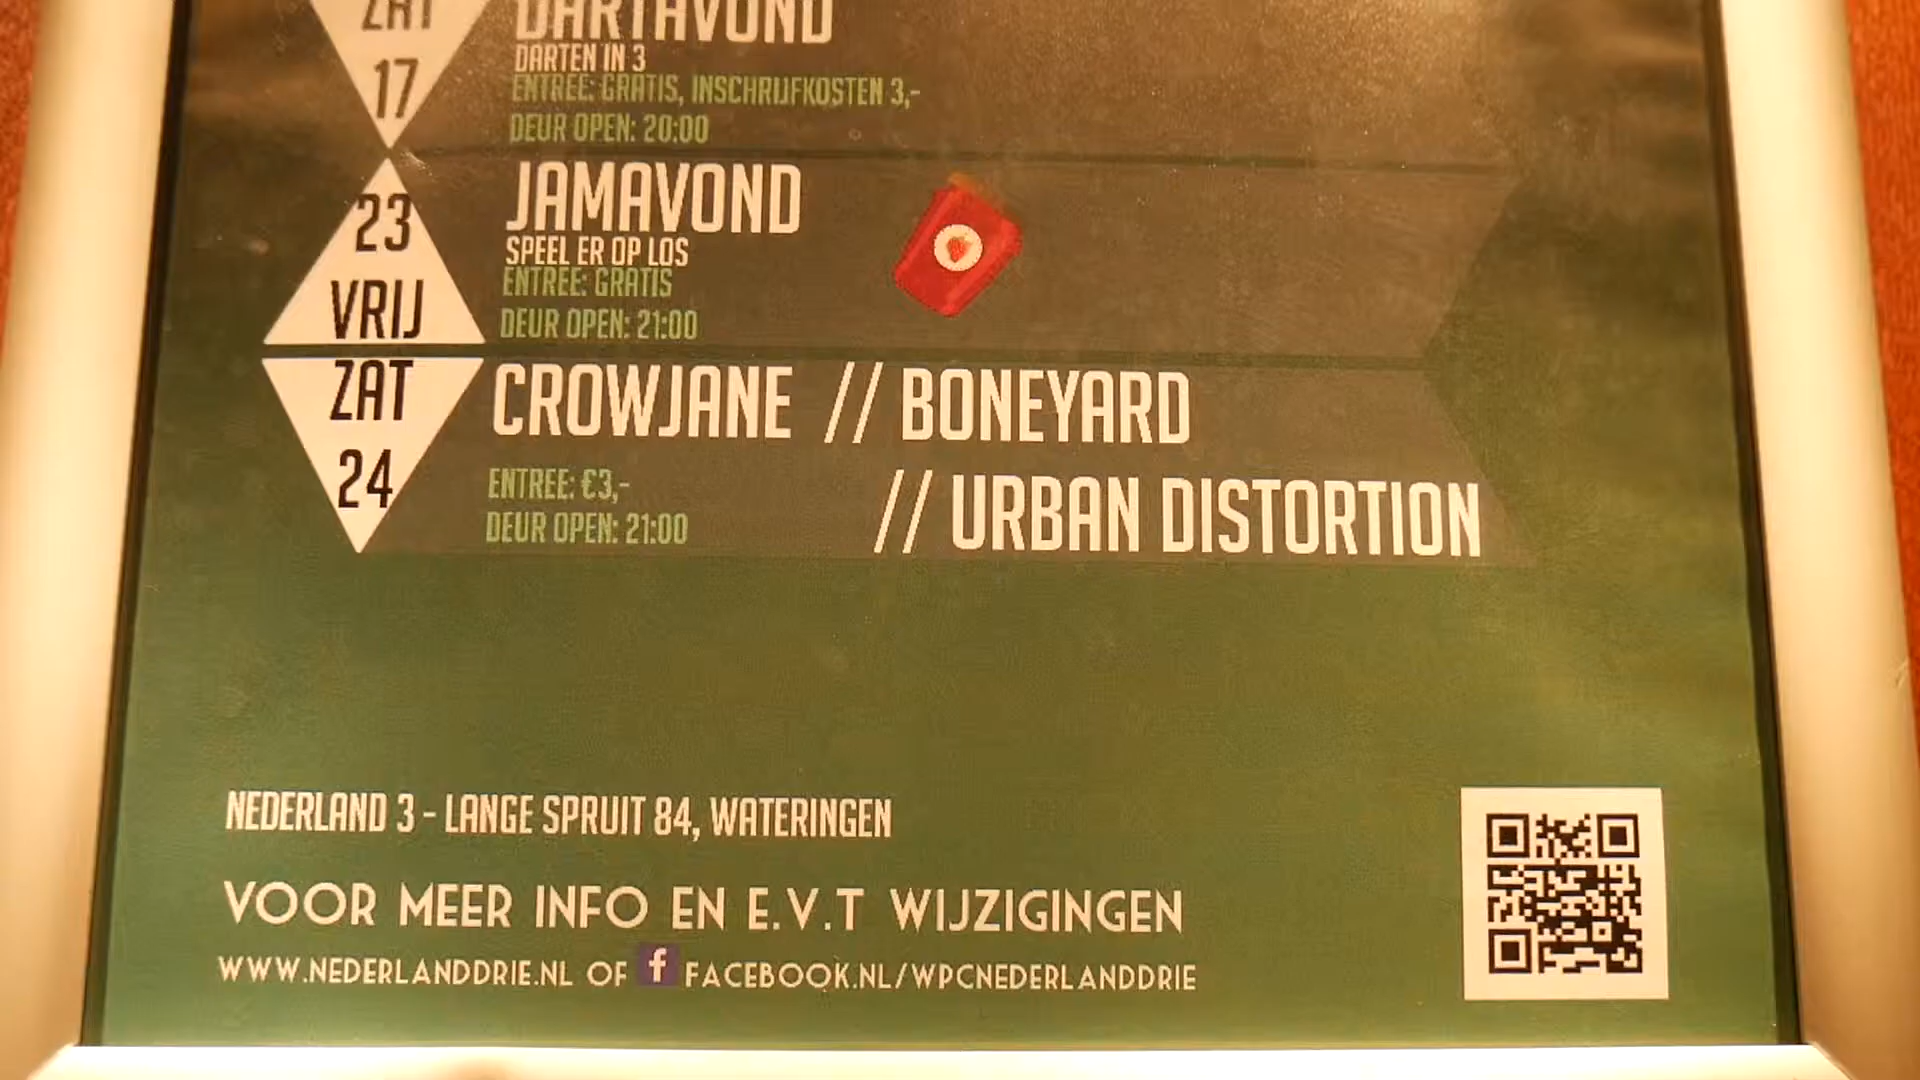 ZAT
17
DARTAVOND
DARTEN IN 3
ENTREE: GRATIS, INSCHRIJFKOSTEN 3,-
DEUR OPEN: 20:00
23
VRIJ
JAMAVOND
SPEEL ER OP LOS
ENTREE: GRATIS
DEUR OPEN: 21:00
ZAT
24
CROWJANE // BONEYARD
// URBAN DISTORTION
ENTREE: €3,-
DEUR OPEN: 21:00
NEDERLAND 3 - LANGE SPRUIT 84, WATERINGEN
VOOR MEER INFO EN E.V.T WIJZIGINGEN
WWW.NEDERLANDDRIE.NL OF f FACEBOOK.NL/WPCNEDERLANDDRIE